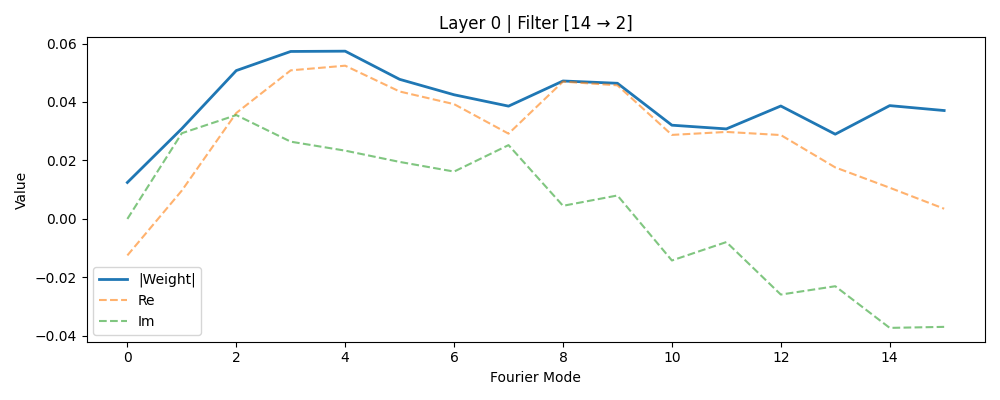 Layer 0 | Filter [14 → 2]
Value
0.06
0.04
0.02
0.00
−0.02
−0.04
|Weight|
Re
Im
0 2 4 6 8 10 12 14
Fourier Mode